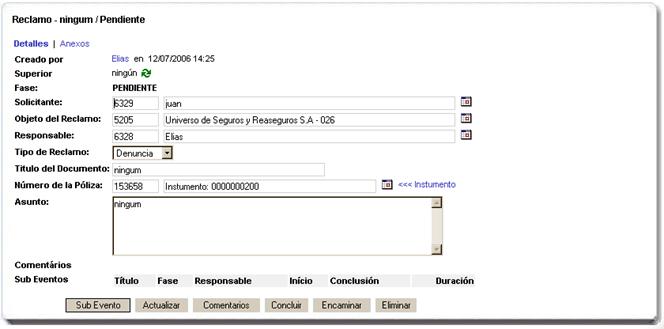 Reclamo - ningum / Pendiente
Detalles | Anexos
Creado por Elias en 12/07/2006 14:25
Superior ningún
Fase: PENDIENTE
Solicitante: 6329 juan
Objeto del Reclamo: 5205 Universo de Seguros y Reaseguros S.A - 026
Responsable: 6328 Elias
Tipo de Reclamo: Denuncia
Titulo del Documento: ningum
Número de la Póliza: 153658 Instumento: 0000000200 <<< Instumento
Asunto: ningum
Comentários
Sub Eventos Título Fase Responsable Início Conclusión Duración
Sub Evento Actualizar Comentarios Concluir Encaminar Eliminar